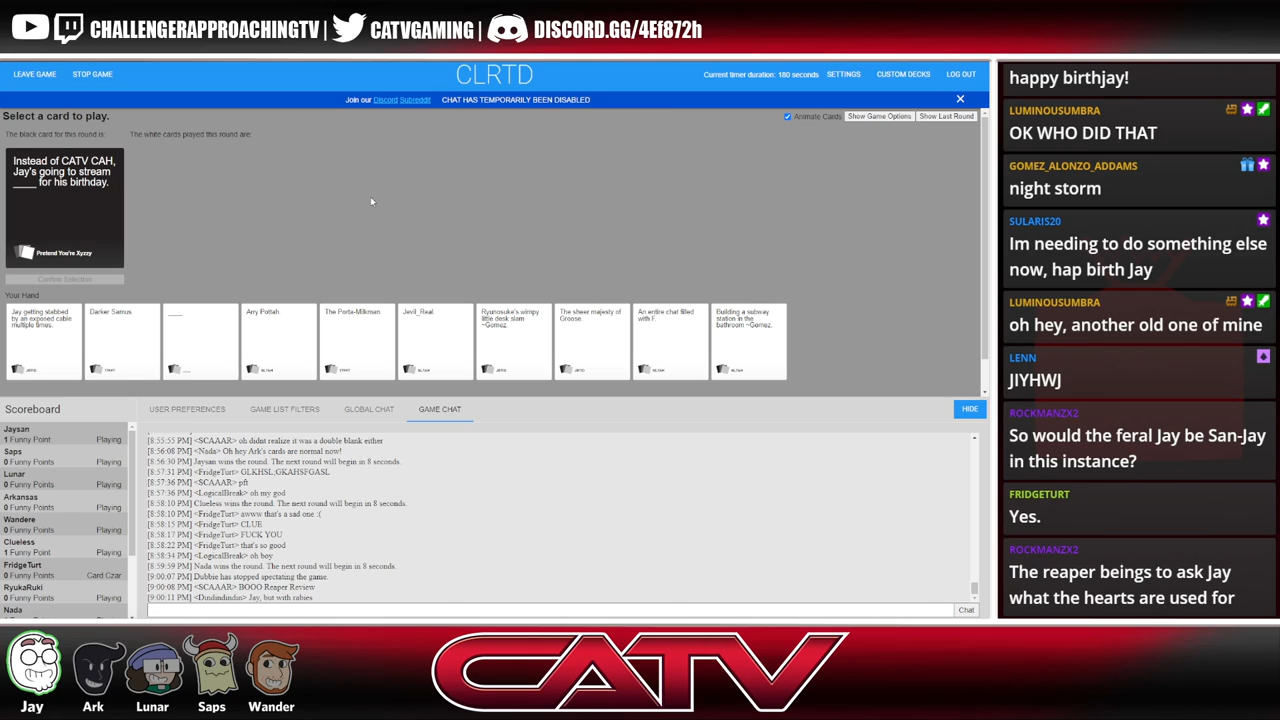 CHALLENGERAPPROACHINGTV | CATVGAMING | DISCORD.GG/4Ef872h
LEAVE GAME STOP GAME CLRTD Current timer duration: 180 seconds SETTINGS CUSTOM DECKS LOG OUT
Join our Discord Subreddit CHAT HAS TEMPORARILY BEEN DISABLED
Select a card to play.
Animate Cards Show Game Options Show Last Round
The black card for this round is: The white cards played this round are:
Instead of CATV CAH,
Jay's going to stream
____ for his birthday.
Pretend You're Xyzzy
Confirm Selection
Your Hand
Jay getting stabbed
by an exposed cable
multiple times.
Darker Samus.
____
Arry Pottah.
The Porta-Milkman.
Jevil_Real.
Ryunosuke's wimpy
little desk slam
~Gomez.
The sheer majesty of
Groose.
An entire chat filled
with F.
Building a subway
station in the
bathroom ~Gomez.
Scoreboard
USER PREFERENCES GAME LIST FILTERS GLOBAL CHAT GAME CHAT HIDE
Jaysan
1 Funny Point Playing
Saps
0 Funny Points Playing
Lunar
0 Funny Points Playing
Arkansas
0 Funny Points Playing
Wandere
0 Funny Points Playing
Clueless
1 Funny Point Playing
FridgeTurt
0 Funny Points Card Czar
RyukaRuki
0 Funny Points Playing
Nada
Playing
[8:55:55 PM] <SCAAAR> oh didnt realize it was a double blank either
[8:56:08 PM] <Nada> Oh hey Ark's cards are normal now!
[8:56:30 PM] Jaysan wins the round. The next round will begin in 8 seconds.
[8:57:31 PM] <FridgeTurt> GLKHSL;GKAHSFGASL
[8:57:36 PM] <SCAAAR> pft
[8:57:36 PM] <LogicalBreak> oh my god
[8:58:10 PM] Clueless wins the round. The next round will begin in 8 seconds.
[8:58:10 PM] <FridgeTurt> awww that's a sad one :(
[8:58:15 PM] <FridgeTurt> CLUE
[8:58:17 PM] <FridgeTurt> FUCK YOU
[8:58:22 PM] <FridgeTurt> that's so good
[8:58:34 PM] <LogicalBreak> oh boy
[8:59:59 PM] Nada wins the round. The next round will begin in 8 seconds.
[9:00:07 PM] Dubbie has stopped spectating the game.
[9:00:08 PM] <SCAAAR> BOOO Reaper Review
[9:00:11 PM] <Dindindindin> Jay, but with rabies
Chat
happy birthjay!
LUMINOUSUMBRA
OK WHO DID THAT
GOMEZ_ALONZO_ADDAMS
night storm
SULARIS20
Im needing to do something else
now, hap birth Jay
LUMINOUSUMBRA
oh hey, another old one of mine
LENN
JIYHWJ
ROCKMANZX2
So would the feral Jay be San-Jay
in this instance?
FRIDGETURT
Yes.
ROCKMANZX2
The reaper beings to ask Jay
what the hearts are used for
Jay Ark Lunar Saps Wander
CATV